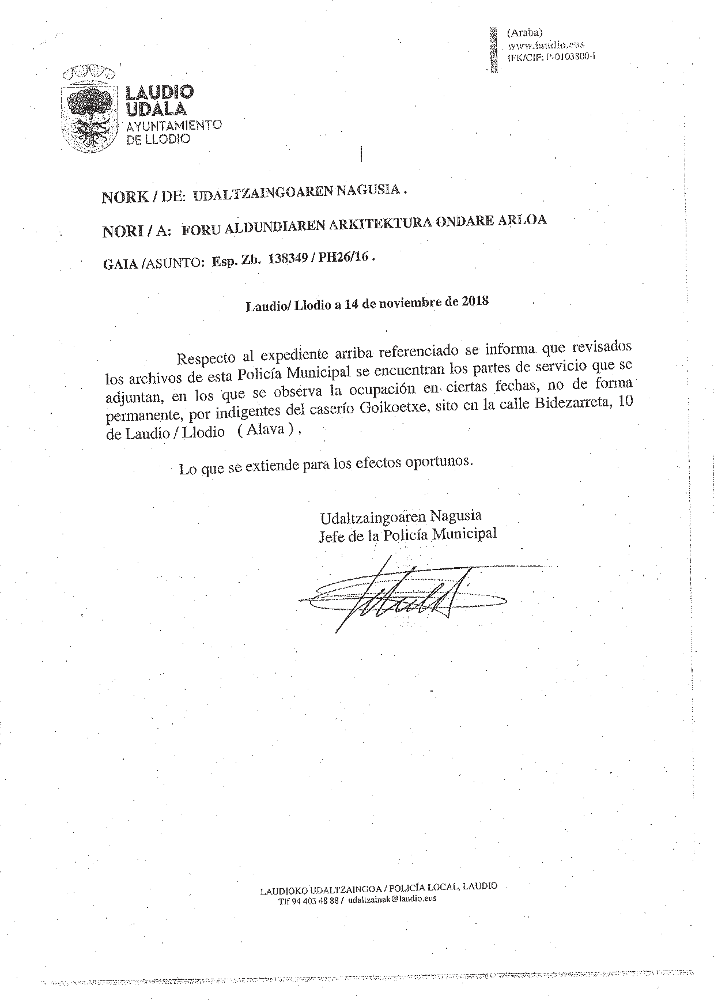 (Araba)
www.laudio.eus
IFK/CIF: P-0103800-I
LAUDIO
UDALA
AYUNTAMIENTO
DE LLODIO
NORK / DE: UDALTZAINGOAREN NAGUSIA .
NORI / A: FORU ALDUNDIAREN ARKITEKTURA ONDARE ARLOA
GAIA /ASUNTO: Esp. Zb. 138349 / PH26/16 .
Laudio/ Llodio a 14 de noviembre de 2018
Respecto al expediente arriba referenciado se informa que revisados
los archivos de esta Policía Municipal se encuentran los partes de servicio que se
adjuntan, en los que se observa la ocupación en ciertas fechas, no de forma
permanente, por indigentes del caserío Goikoetxe, sito en la calle Bidezarreta, 10
de Laudio / Llodio ( Alava ) ,
Lo que se extiende para los efectos oportunos.
Udaltzaingoaren Nagusia
Jefe de la Policía Municipal
LAUDIOKO UDALTZAINGOA / POLICÍA LOCAL, LAUDIO
Tlf 94 403 48 88 / udaltzainak@laudio.eus